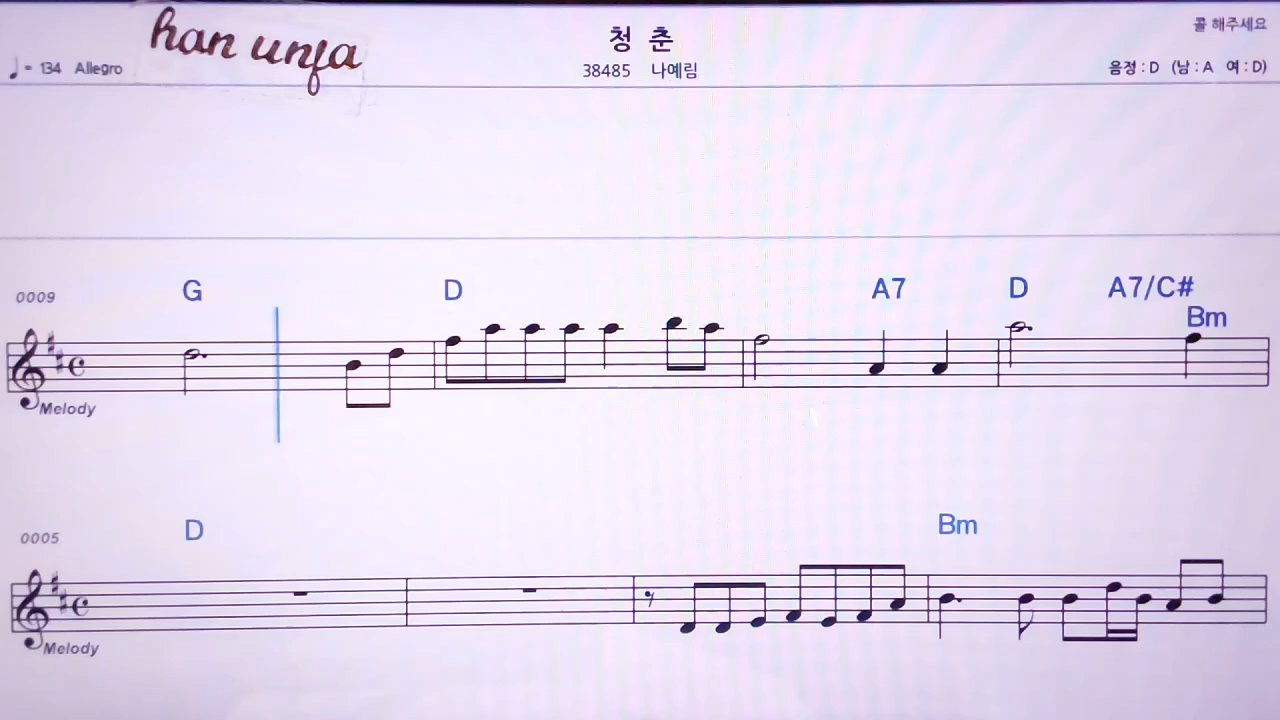 han unja
청 춘
콜 해주세요
♩= 134 Allegro
38485 나예림
음정 : D (남 : A 여 : D)
0009
G D A7 D A7/C#
Bm
Melody
0005
D Bm
Melody